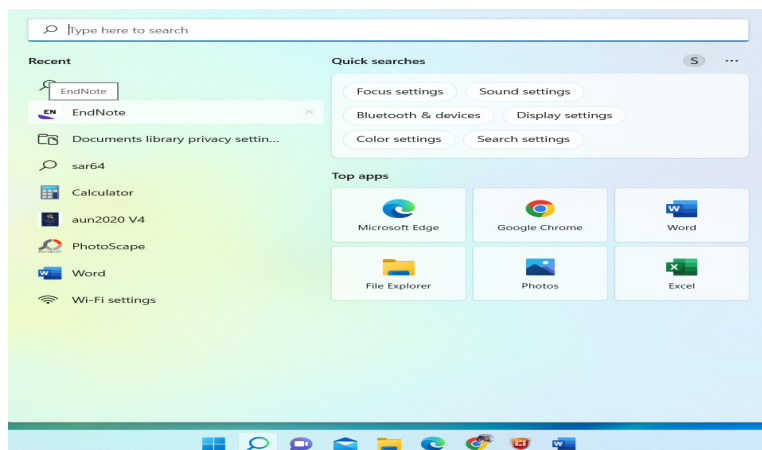 Type here to search
Recent
EndNote
EN EndNote
Documents library privacy settin...
sar64
Calculator
aun2020 V4
PhotoScape
Word
Wi-Fi settings
Quick searches
S ...
Focus settings
Sound settings
Bluetooth & devices
Display settings
Color settings
Search settings
Top apps
Microsoft Edge
Google Chrome
Word
File Explorer
Photos
Excel